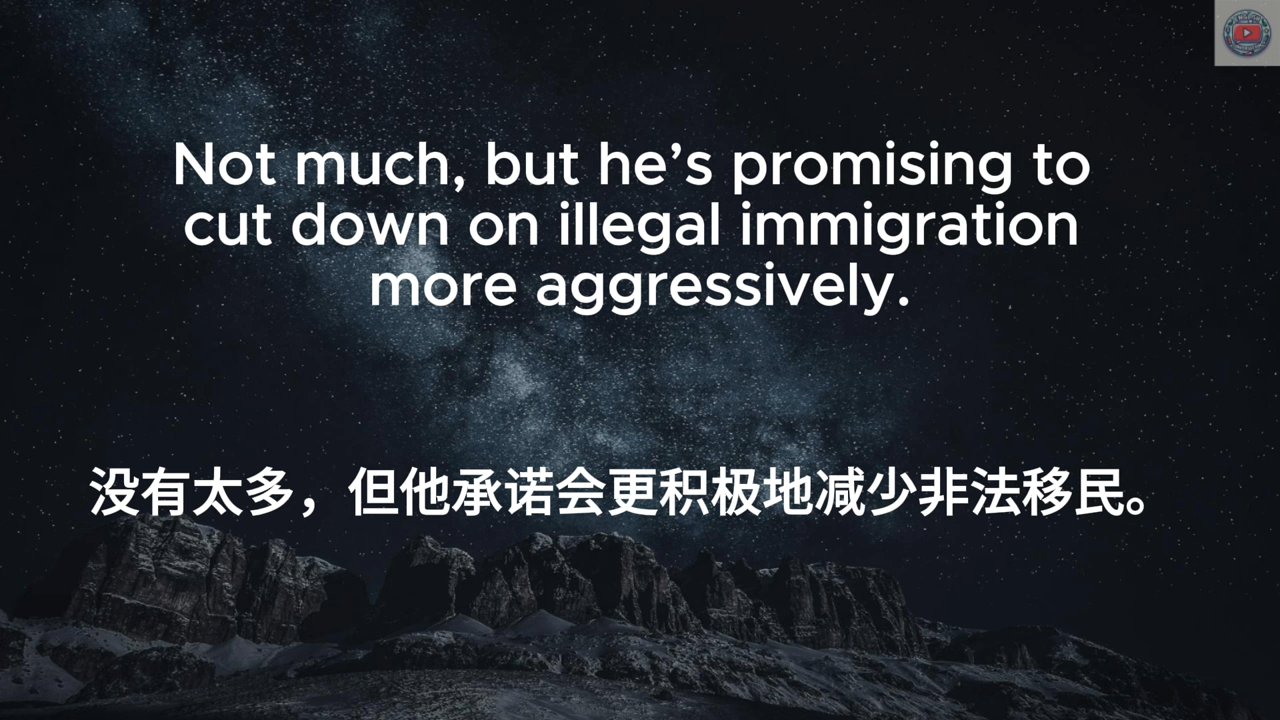 Not much, but he’s promising to
cut down on illegal immigration
more aggressively.
没有太多，但他承诺会更积极地减少非法移民。